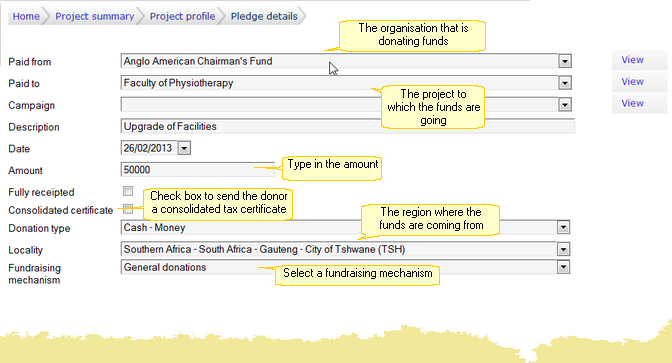 Home Project summary Project profile Pledge details
The organisation that is
donating funds
Paid from Anglo American Chairman's Fund View
Paid to Faculty of Physiotherapy View
The project to
which the funds are
going
Campaign View
Description Upgrade of Facilities
Date 26/02/2013
Amount 50000
Type in the amount
Fully receipted
Check box to send the donor
a consolidated tax certificate
Consolidated certificate
The region where the
funds are coming from
Donation type Cash - Money
Locality Southern Africa - South Africa - Gauteng - City of Tshwane (TSH)
Fundraising General donations
mechanism
Select a fundraising mechanism